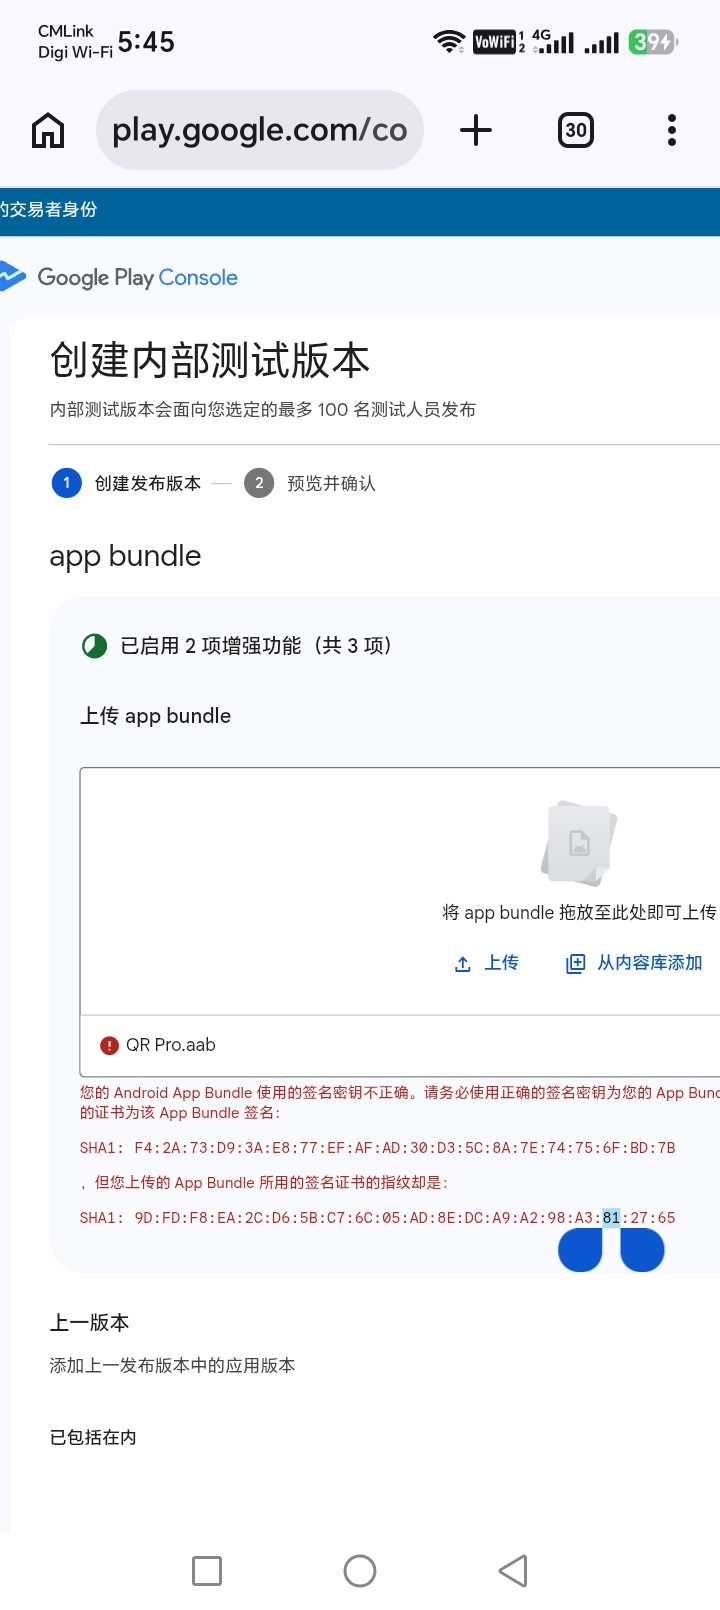 CMLink
Digi Wi-Fi
5:45
VoWiFi 1 2
4G
39
play.google.com/co
30
的交易者身份
Google Play Console
创建内部测试版本
内部测试版本会面向您选定的最多 100 名测试人员发布
1 创建发布版本 — 2 预览并确认
app bundle
已启用 2 项增强功能（共 3 项）
上传 app bundle
将 app bundle 拖放至此处即可上传
上传 从内容库添加
QR Pro.aab
您的 Android App Bundle 使用的签名密钥不正确。请务必使用正确的签名密钥为您的 App Bund
的证书为该 App Bundle 签名：
SHA1: F4:2A:73:D9:3A:E8:77:EF:AF:AD:30:D3:5C:8A:7E:74:75:6F:BD:7B
，但您上传的 App Bundle 所用的签名证书的指纹却是：
SHA1: 9D:FD:F8:EA:2C:D6:5B:C7:6C:05:AD:8E:DC:A9:A2:98:A3:81:27:65
上一版本
添加上一发布版本中的应用版本
已包括在内